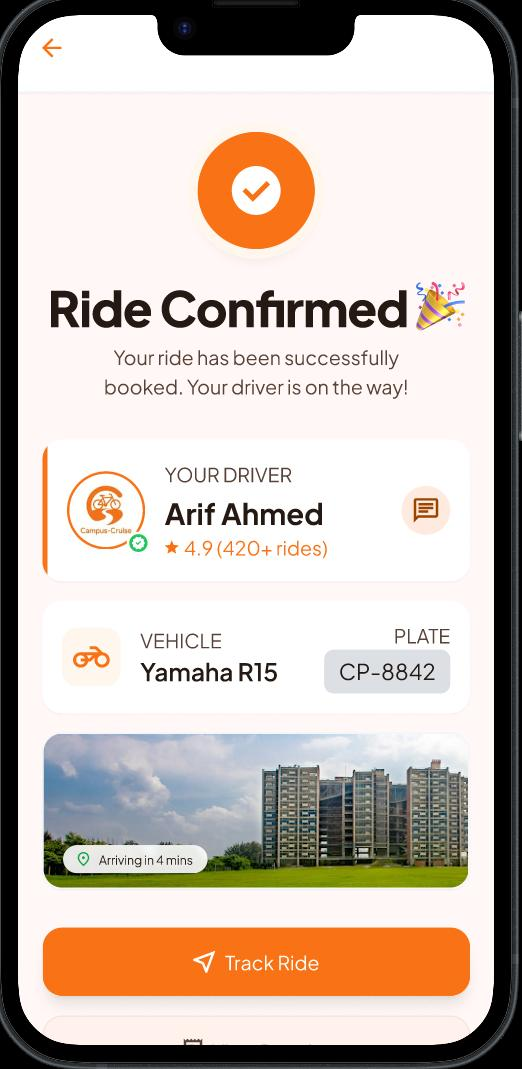 Ride Confirmed🎉
Your ride has been successfully
booked. Your driver is on the way!
YOUR DRIVER
Campus-Cruise
Arif Ahmed
★ 4.9 (420+ rides)
VEHICLE
Yamaha R15
PLATE
CP-8842
Arriving in 4 mins
Track Ride